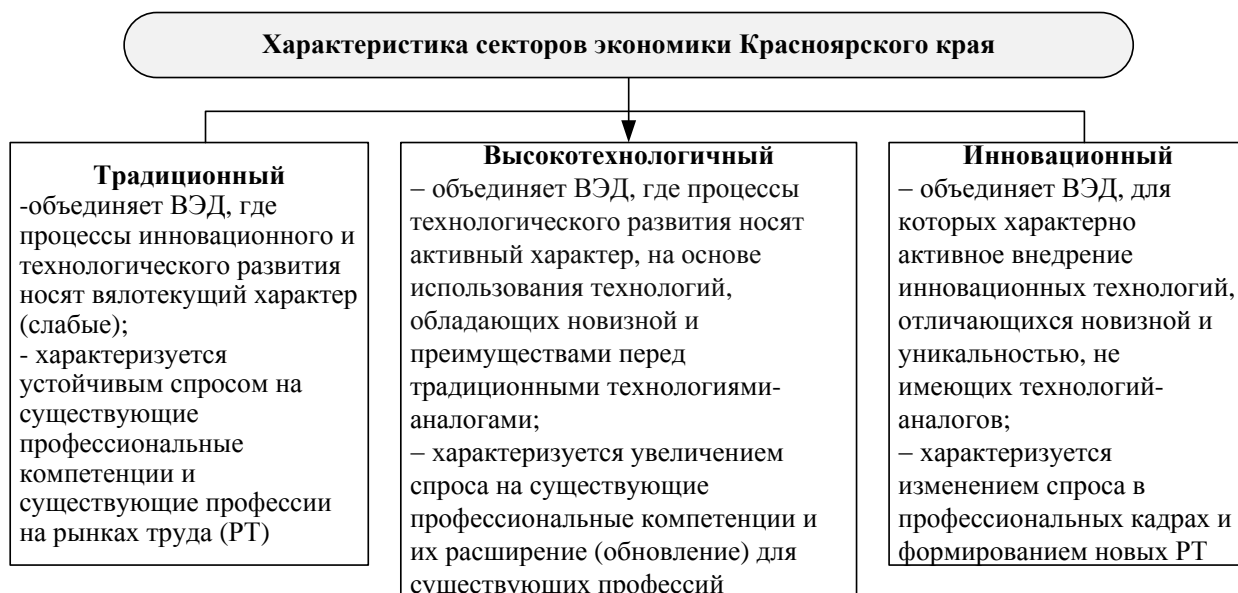 Характеристика секторов экономики Красноярского края
Традиционный
-объединяет ВЭД, где
процессы инновационного и
технологического развития
носят вялотекущий характер
(слабые);
- характеризуется
устойчивым спросом на
существующие
профессиональные
компетенции и
существующие профессии
на рынках труда (РТ)
Высокотехнологичный
– объединяет ВЭД, где процессы
технологического развития носят
активный характер, на основе
использования технологий,
обладающих новизной и
преимуществами перед
традиционными технологиями-
аналогами;
– характеризуется увеличением
спроса на существующие
профессиональные компетенции и
их расширение (обновление) для
существующих профессий
Инновационный
– объединяет ВЭД, для
которых характерно
активное внедрение
инновационных технологий,
отличающихся новизной и
уникальностью, не
имеющих технологий-
аналогов;
– характеризуется
изменением спроса в
профессиональных кадрах и
формированием новых РТ